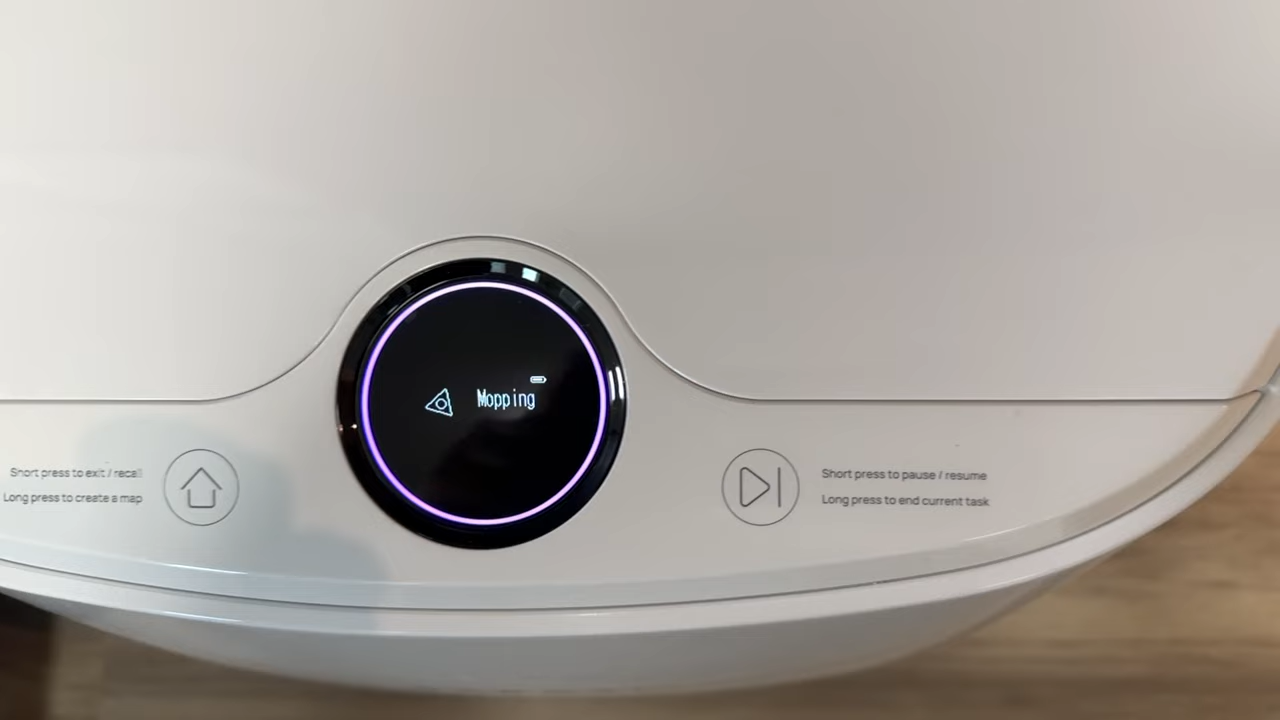 Mopping
Short press to exit / recall
Long press to create a map
Short press to pause / resume
Long press to end current task